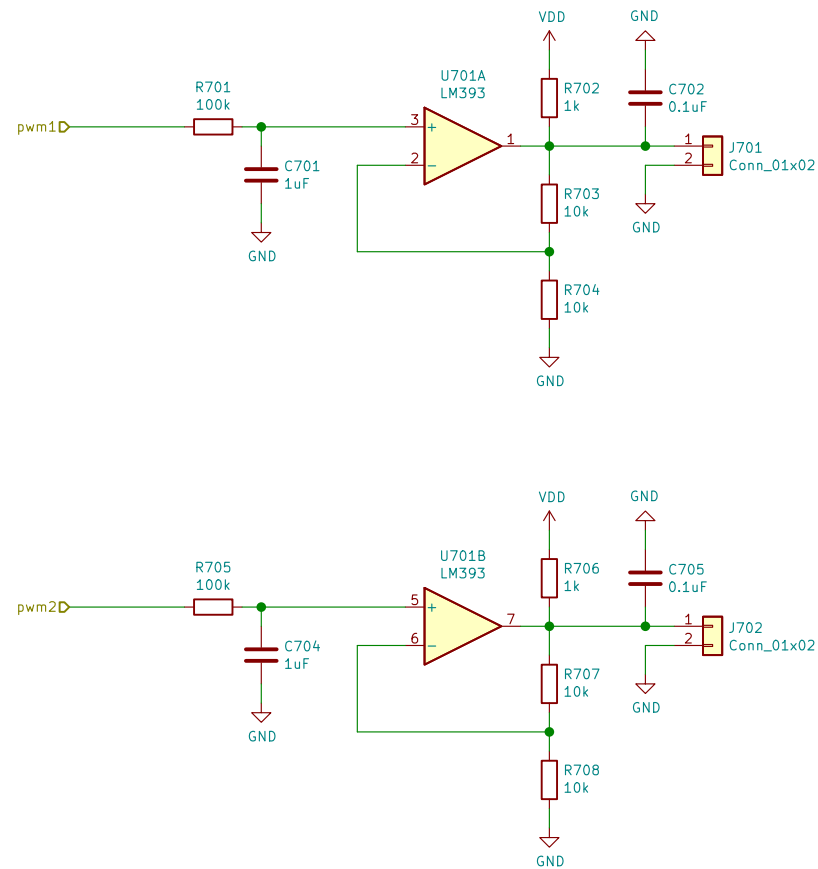 VDD
GND
U701A
LM393
R701
100k
R702
1k
C702
0.1uF
pwm1
3
+
1
1
J701
2
-
2
Conn_01x02
C701
1uF
R703
10k
GND
GND
R704
10k
GND
VDD
GND
U701B
LM393
R705
100k
R706
1k
C705
0.1uF
pwm2
5
+
7
1
J702
6
-
2
Conn_01x02
C704
1uF
R707
10k
GND
GND
R708
10k
GND